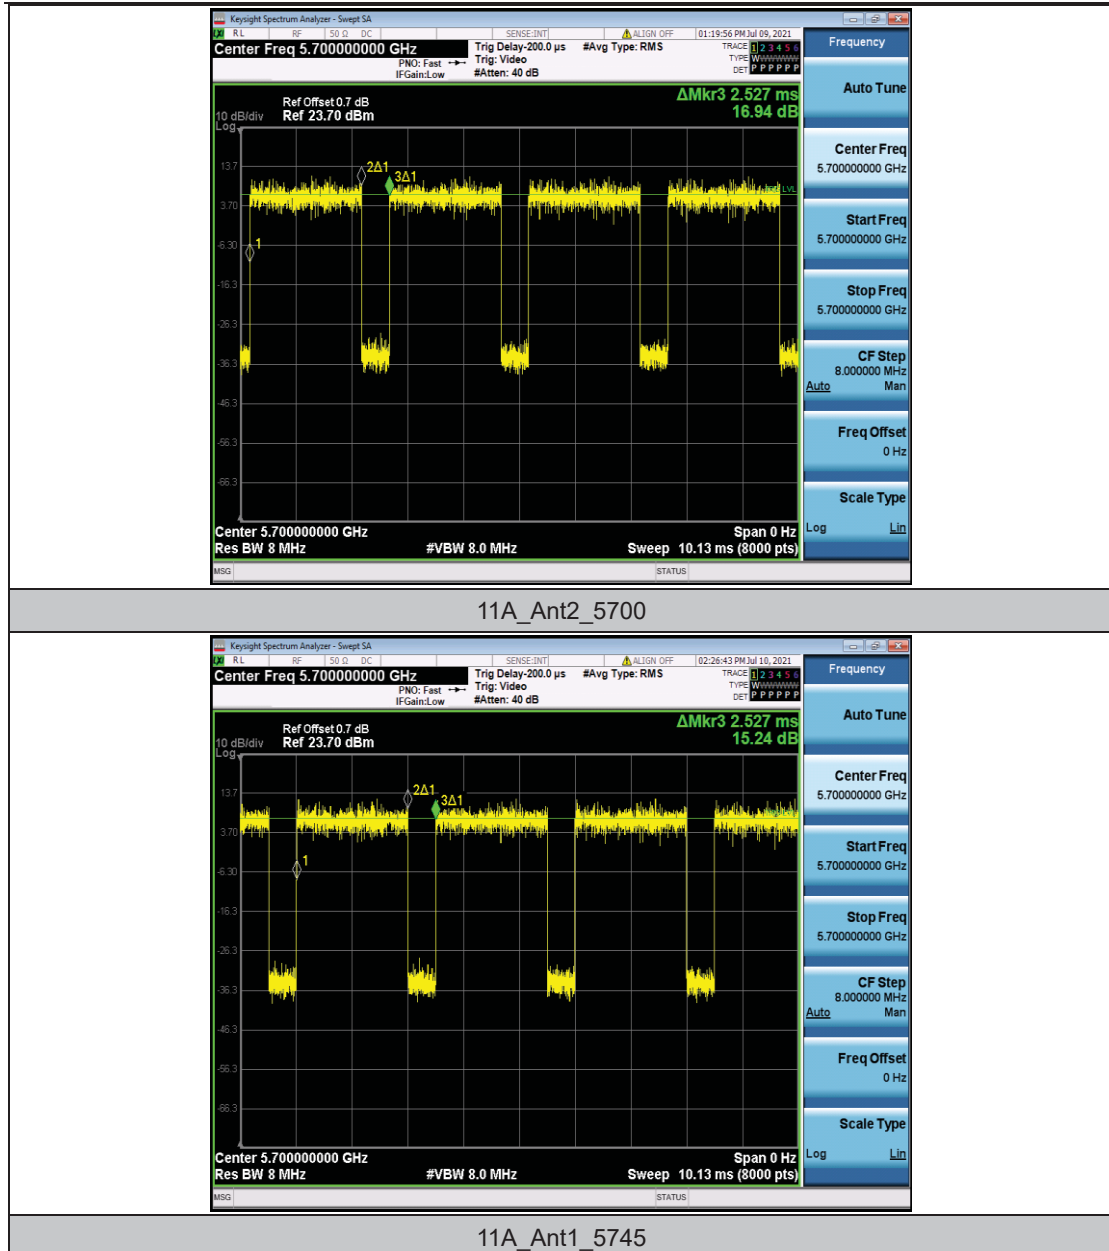 Keysight Spectrum Analyzer - Swept SA
RL RF 50 Ω DC SENSE:INT ALIGN OFF 01:19:56 PM Jul 09, 2021
Center Freq 5.700000000 GHz
PNO: Fast
IFGain:Low
Trig Delay-200.0 µs
Trig: Video
#Atten: 40 dB
#Avg Type: RMS
TRACE 1 2 3 4 5 6
TYPE WWWWWW
DET P P P P P P
ΔMkr3 2.527 ms
16.94 dB
Ref Offset 0.7 dB
10 dB/div Ref 23.70 dBm
Log
13.7
3.70
-6.30
-16.3
-26.3
-36.3
-46.3
-56.3
-66.3
1
2Δ1
3Δ1
LVL
Center 5.700000000 GHz Span 0 Hz
Res BW 8 MHz #VBW 8.0 MHz Sweep 10.13 ms (8000 pts)
MSG STATUS
Frequency
Auto Tune
Center Freq
5.700000000 GHz
Start Freq
5.700000000 GHz
Stop Freq
5.700000000 GHz
CF Step
8.000000 MHz
Auto Man
Freq Offset
0 Hz
Scale Type
Log Lin
11A_Ant2_5700
Keysight Spectrum Analyzer - Swept SA
RL RF 50 Ω DC SENSE:INT ALIGN OFF 02:26:43 PM Jul 10, 2021
Center Freq 5.700000000 GHz
PNO: Fast
IFGain:Low
Trig Delay-200.0 µs
Trig: Video
#Atten: 40 dB
#Avg Type: RMS
TRACE 1 2 3 4 5 6
TYPE WWWWWW
DET P P P P P P
ΔMkr3 2.527 ms
15.24 dB
Ref Offset 0.7 dB
10 dB/div Ref 23.70 dBm
Log
13.7
3.70
-6.30
-16.3
-26.3
-36.3
-46.3
-56.3
-66.3
1
2Δ1
3Δ1
Center 5.700000000 GHz Span 0 Hz
Res BW 8 MHz #VBW 8.0 MHz Sweep 10.13 ms (8000 pts)
MSG STATUS
Frequency
Auto Tune
Center Freq
5.700000000 GHz
Start Freq
5.700000000 GHz
Stop Freq
5.700000000 GHz
CF Step
8.000000 MHz
Auto Man
Freq Offset
0 Hz
Scale Type
Log Lin
11A_Ant1_5745